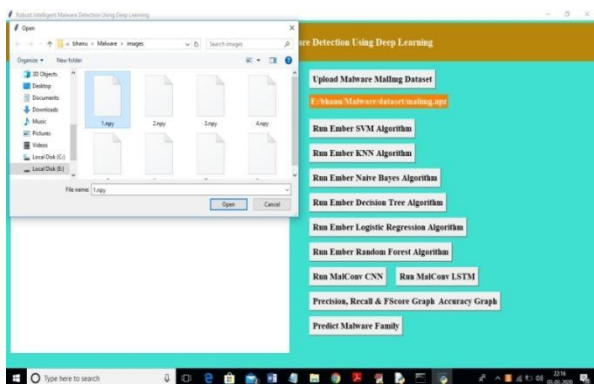 Robust Intelligent Malware Detection Using Deep Learning
Open
bhanu > Malware > images
Search images
Organize
New folder
3D Objects
Desktop
Documents
Downloads
Music
Pictures
Videos
Local Disk (C:)
Local Disk (E:)
1.npy
2.npy
3.npy
4.npy
File name: 1.npy
Open
Cancel
are Detection Using Deep Learning
Upload Malware MalImg Dataset
E:/bhanu/Malware/dataset/malimg.npz
Run Ember SVM Algorithm
Run Ember KNN Algorithm
Run Ember Naive Bayes Algorithm
Run Ember Decision Tree Algorithm
Run Ember Logistic Regression Algorithm
Run Ember Random Forest Algorithm
Run MalConv CNN
Run MalConv LSTM
Precision, Recall & FScore Graph
Accuracy Graph
Predict Malware Family
Type here to search
22:16
03-01-2020